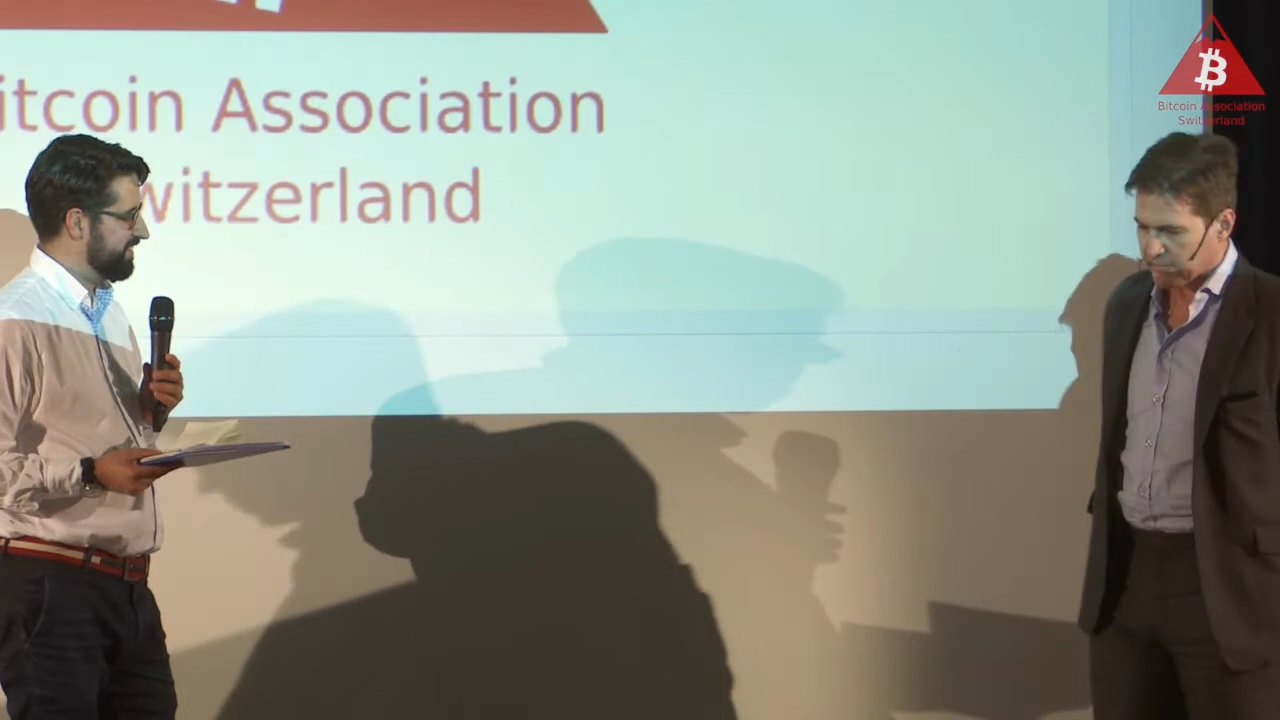 itcoin Association
witzerland
Bitcoin Association
Switzerland